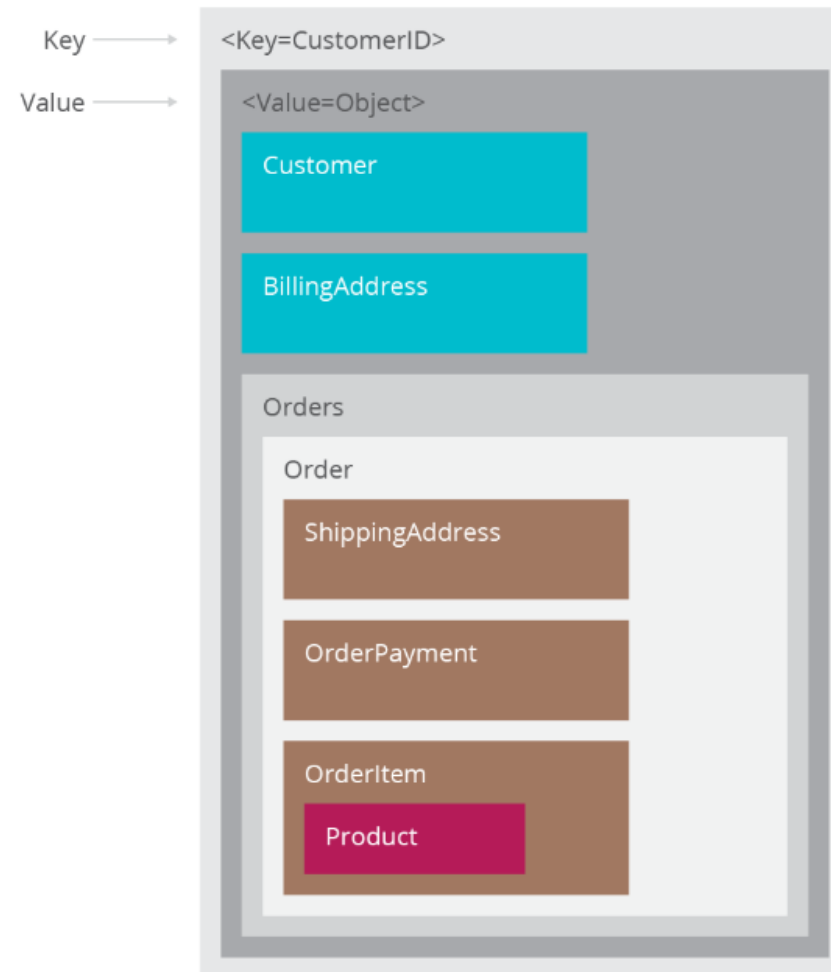 Key
<Key=CustomerID>
Value
<Value=Object>
Customer
BillingAddress
Orders
Order
ShippingAddress
OrderPayment
OrderItem
Product